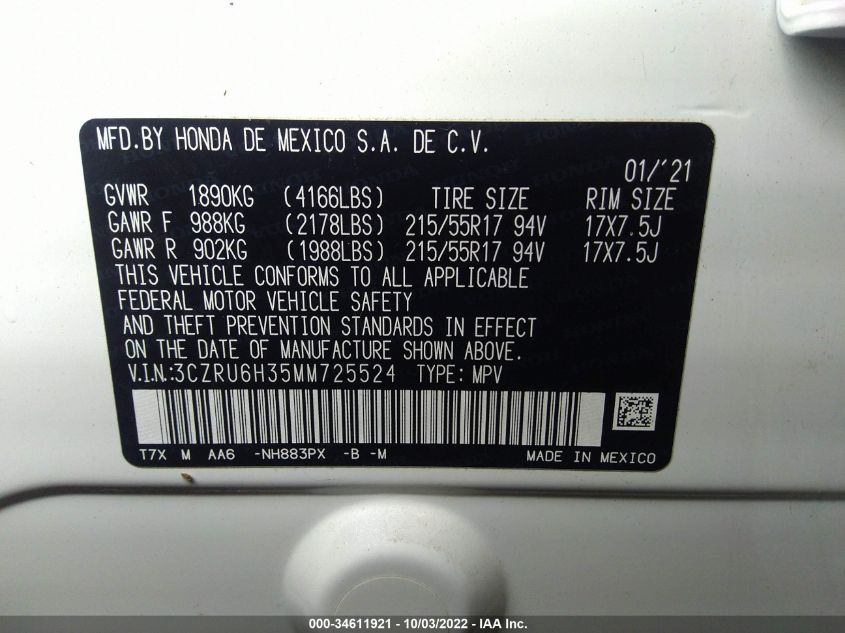 MFD.BY HONDA DE MEXICO S.A. DE C.V.
01/'21
GVWR 1890KG (4166LBS) TIRE SIZE RIM SIZE
GAWR F 988KG (2178LBS) 215/55R17 94V 17X7.5J
GAWR R 902KG (1988LBS) 215/55R17 94V 17X7.5J
THIS VEHICLE CONFORMS TO ALL APPLICABLE
FEDERAL MOTOR VEHICLE SAFETY
AND THEFT PREVENTION STANDARDS IN EFFECT
ON THE DATE OF MANUFACTURE SHOWN ABOVE.
V.I.N.:3CZRU6H35MM725524 TYPE: MPV
T7X M AA6 -NH883PX -B -M MADE IN MEXICO
000-34611921 - 10/03/2022 - IAA Inc.